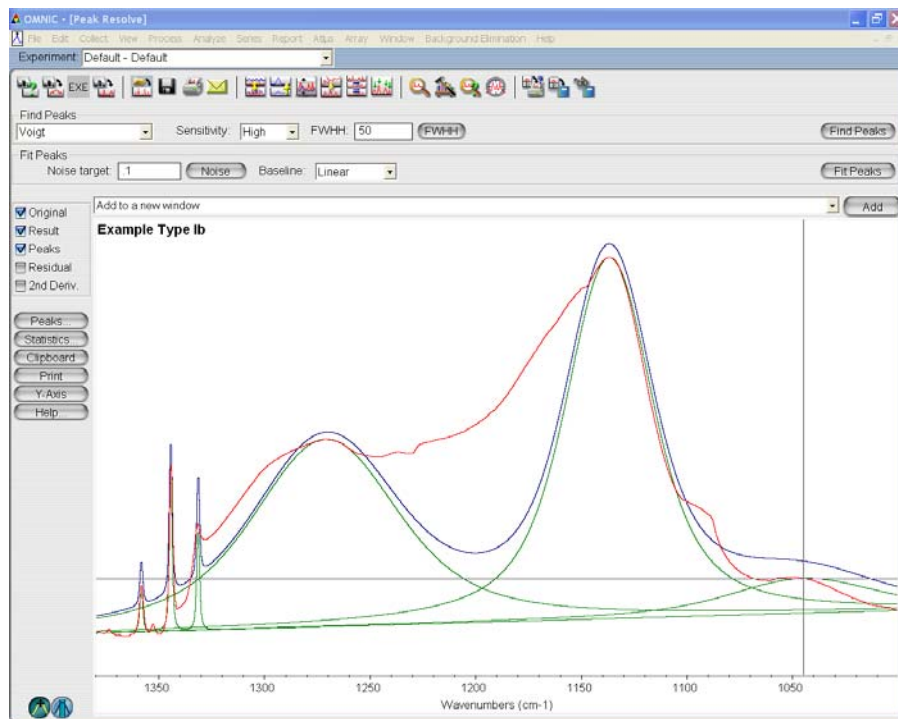 OMNIC - [Peak Resolve]
File Edit Collect View Process Analyze Series Report Atlµs Array Window Background Elimination Help
Experiment: Default - Default
EXE
Find Peaks
Voigt Sensitivity: High FWHH: 50 FWHH Find Peaks
Fit Peaks
Noise target: .1 Noise Baseline: Linear Fit Peaks
Add to a new window Add
Original
Result
Peaks
Residual
2nd Deriv.
Peaks...
Statistics...
Clipboard
Print
Y-Axis
Help...
Example Type Ib
1350 1300 1250 1200 1150 1100 1050
Wavenumbers (cm-1)